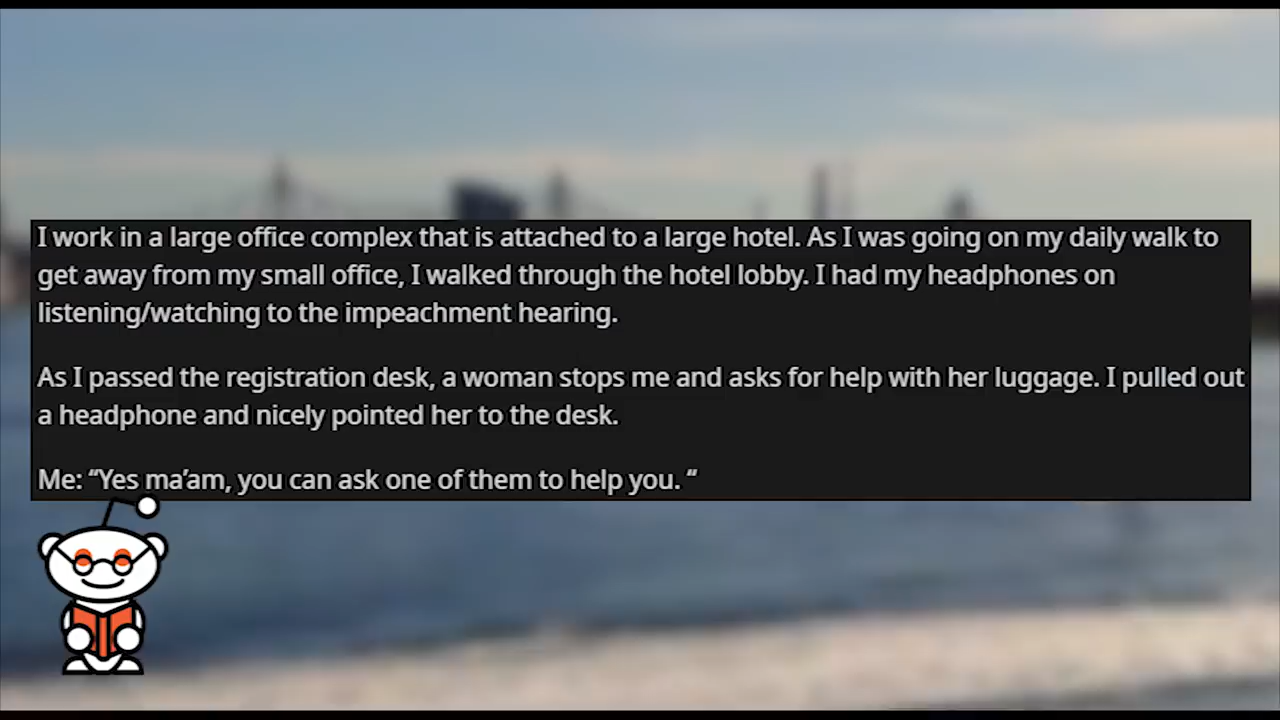 I work in a large office complex that is attached to a large hotel. As I was going on my daily walk to
get away from my small office, I walked through the hotel lobby. I had my headphones on
listening/watching to the impeachment hearing.
As I passed the registration desk, a woman stops me and asks for help with her luggage. I pulled out
a headphone and nicely pointed her to the desk.
Me: “Yes ma’am, you can ask one of them to help you. “